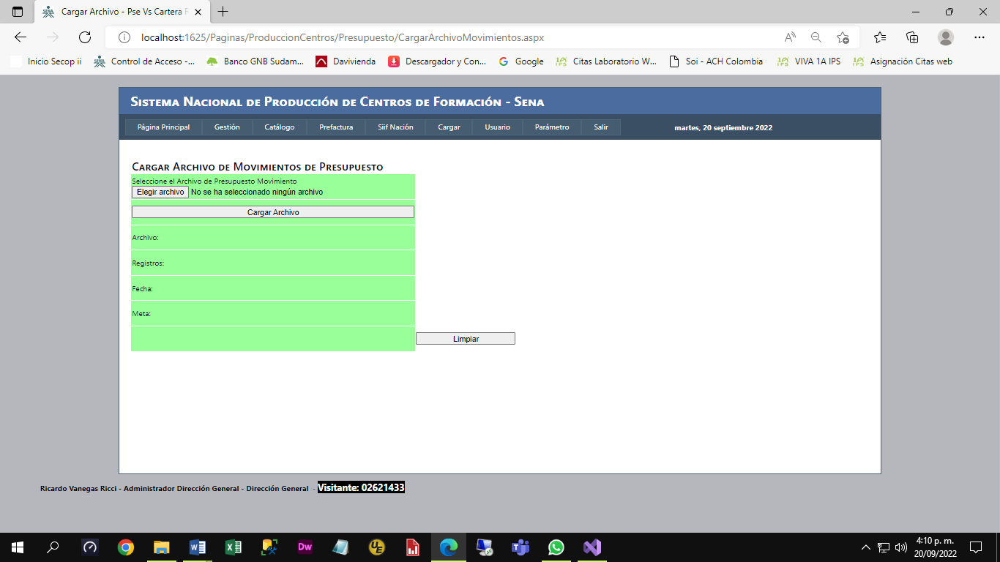 Cargar Archivo - Pse Vs Cartera
localhost:1625/Paginas/ProduccionCentros/Presupuesto/CargarArchivoMovimientos.aspx
Inicio Secop ii Control de Acceso -... Banco GNB Sudam... Davivienda Descargador y Con... Google Citas Laboratorio W... Soi - ACH Colombia VIVA 1A IPS Asignación Citas web
Sistema Nacional de Producción de Centros de Formación - Sena
Página Principal Gestión Catálogo Prefactura Siif Nación Cargar Usuario Parámetro Salir martes, 20 septiembre 2022
Cargar Archivo de Movimientos de Presupuesto
Seleccione el Archivo de Presupuesto Movimiento
Elegir archivo No se ha seleccionado ningún archivo
Cargar Archivo
Archivo:
Registros:
Fecha:
Meta:
Limpiar
Ricardo Vanegas Ricci - Administrador Dirección General - Dirección General - Visitante: 02621433
4:10 p. m.
20/09/2022